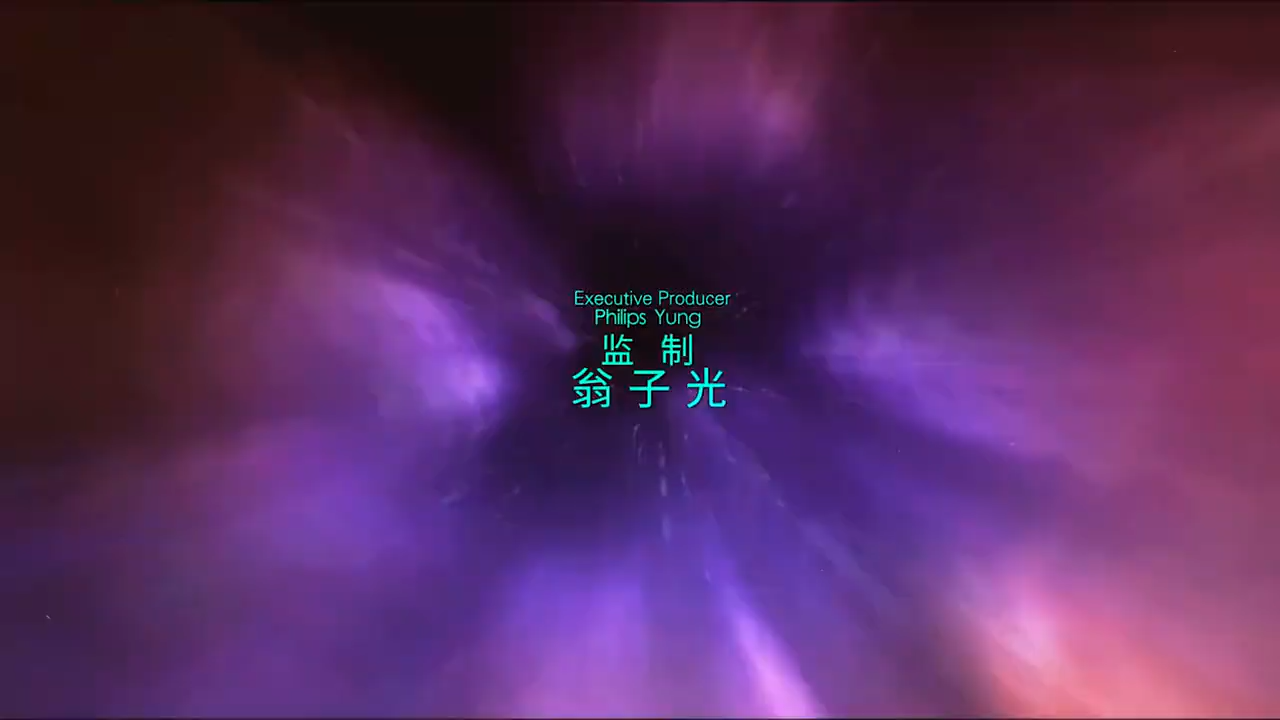 Executive Producer
Philips Yung
监 制
翁子光